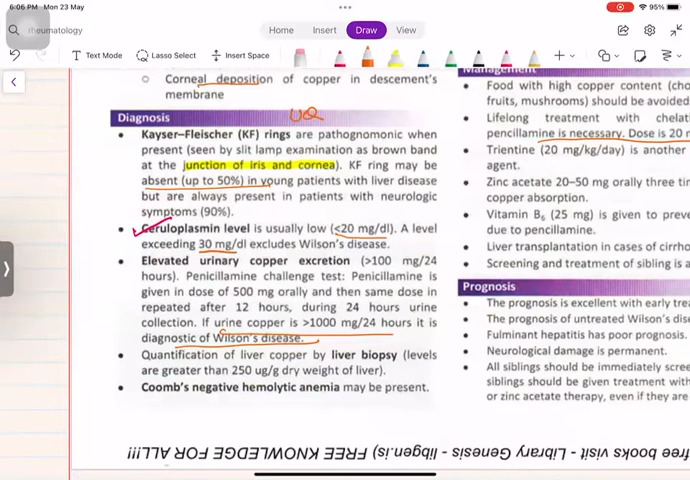 6:06 PM Mon 23 May
95%
rheumatology
Home
Insert
Draw
View
Text Mode
Lasso Select
Insert Space
Corneal deposition of copper in descement's
membrane
UQ
Diagnosis
Kayser–Fleischer (KF) rings are pathognomonic when
present (seen by slit lamp examination as brown band
at the junction of iris and cornea). KF ring may be
absent (up to 50%) in young patients with liver disease
but are always present in patients with neurologic
symptoms (90%).
Ceruloplasmin level is usually low (<20 mg/dl). A level
exceeding 30 mg/dl excludes Wilson's disease.
Elevated urinary copper excretion (>100 mg/24
hours). Penicillamine challenge test: Penicillamine is
given in dose of 500 mg orally and then same dose in
repeated after 12 hours, during 24 hours urine
collection. If urine copper is >1000 mg/24 hours it is
diagnostic of Wilson's disease.
Quantification of liver copper by liver biopsy (levels
are greater than 250 ug/g dry weight of liver).
Coomb's negative hemolytic anemia may be present.
Management
Food with high copper content (cho
fruits, mushrooms) should be avoided
Lifelong treatment with chelati
pencillamine is necessary. Dose is 20 m
Trientine (20 mg/kg/day) is another
agent.
Zinc acetate 20–50 mg orally three tim
copper absorption.
Vitamin B6 (25 mg) is given to preve
due to pencillamine.
Liver transplantation in cases of cirrho
Screening and treatment of sibling is a
Prognosis
The prognosis is excellent with early trea
The prognosis of untreated Wilson's dise
Fulminant hepatitis has poor prognosis.
Neurological damage is permanent.
All siblings should be immediately scree
siblings should be given treatment with
or zinc acetate therapy, even if they are
free books visit - Library Genesis - libgen.is) FREE KNOWLEDGE FOR ALL!!!